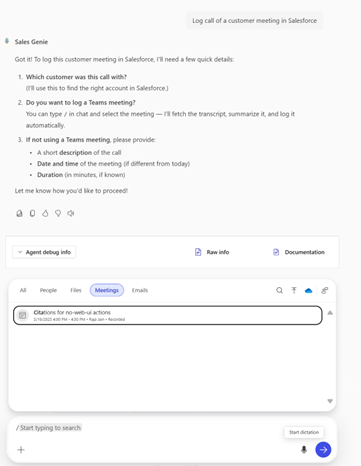 Log call of a customer meeting in Salesforce
Sales Genie
Got it! To log this customer meeting in Salesforce, I'll need a few quick details:
1. Which customer was this call with?
(I'll use this to find the right account in Salesforce.)
2. Do you want to log a Teams meeting?
You can type / in chat and select the meeting — I'll fetch the transcript, summarize it, and log it
automatically.
3. If not using a Teams meeting, please provide:
• A short description of the call
• Date and time of the meeting (if different from today)
• Duration (in minutes, if known)
Let me know how you'd like to proceed!
Agent debug info
Raw info
Documentation
All People Files Meetings Emails
Citations for no-web-ui actions
5/16/2025 4:00 PM - 4:30 PM • Raja Jain • Recorded
/Start typing to search
Start dictation